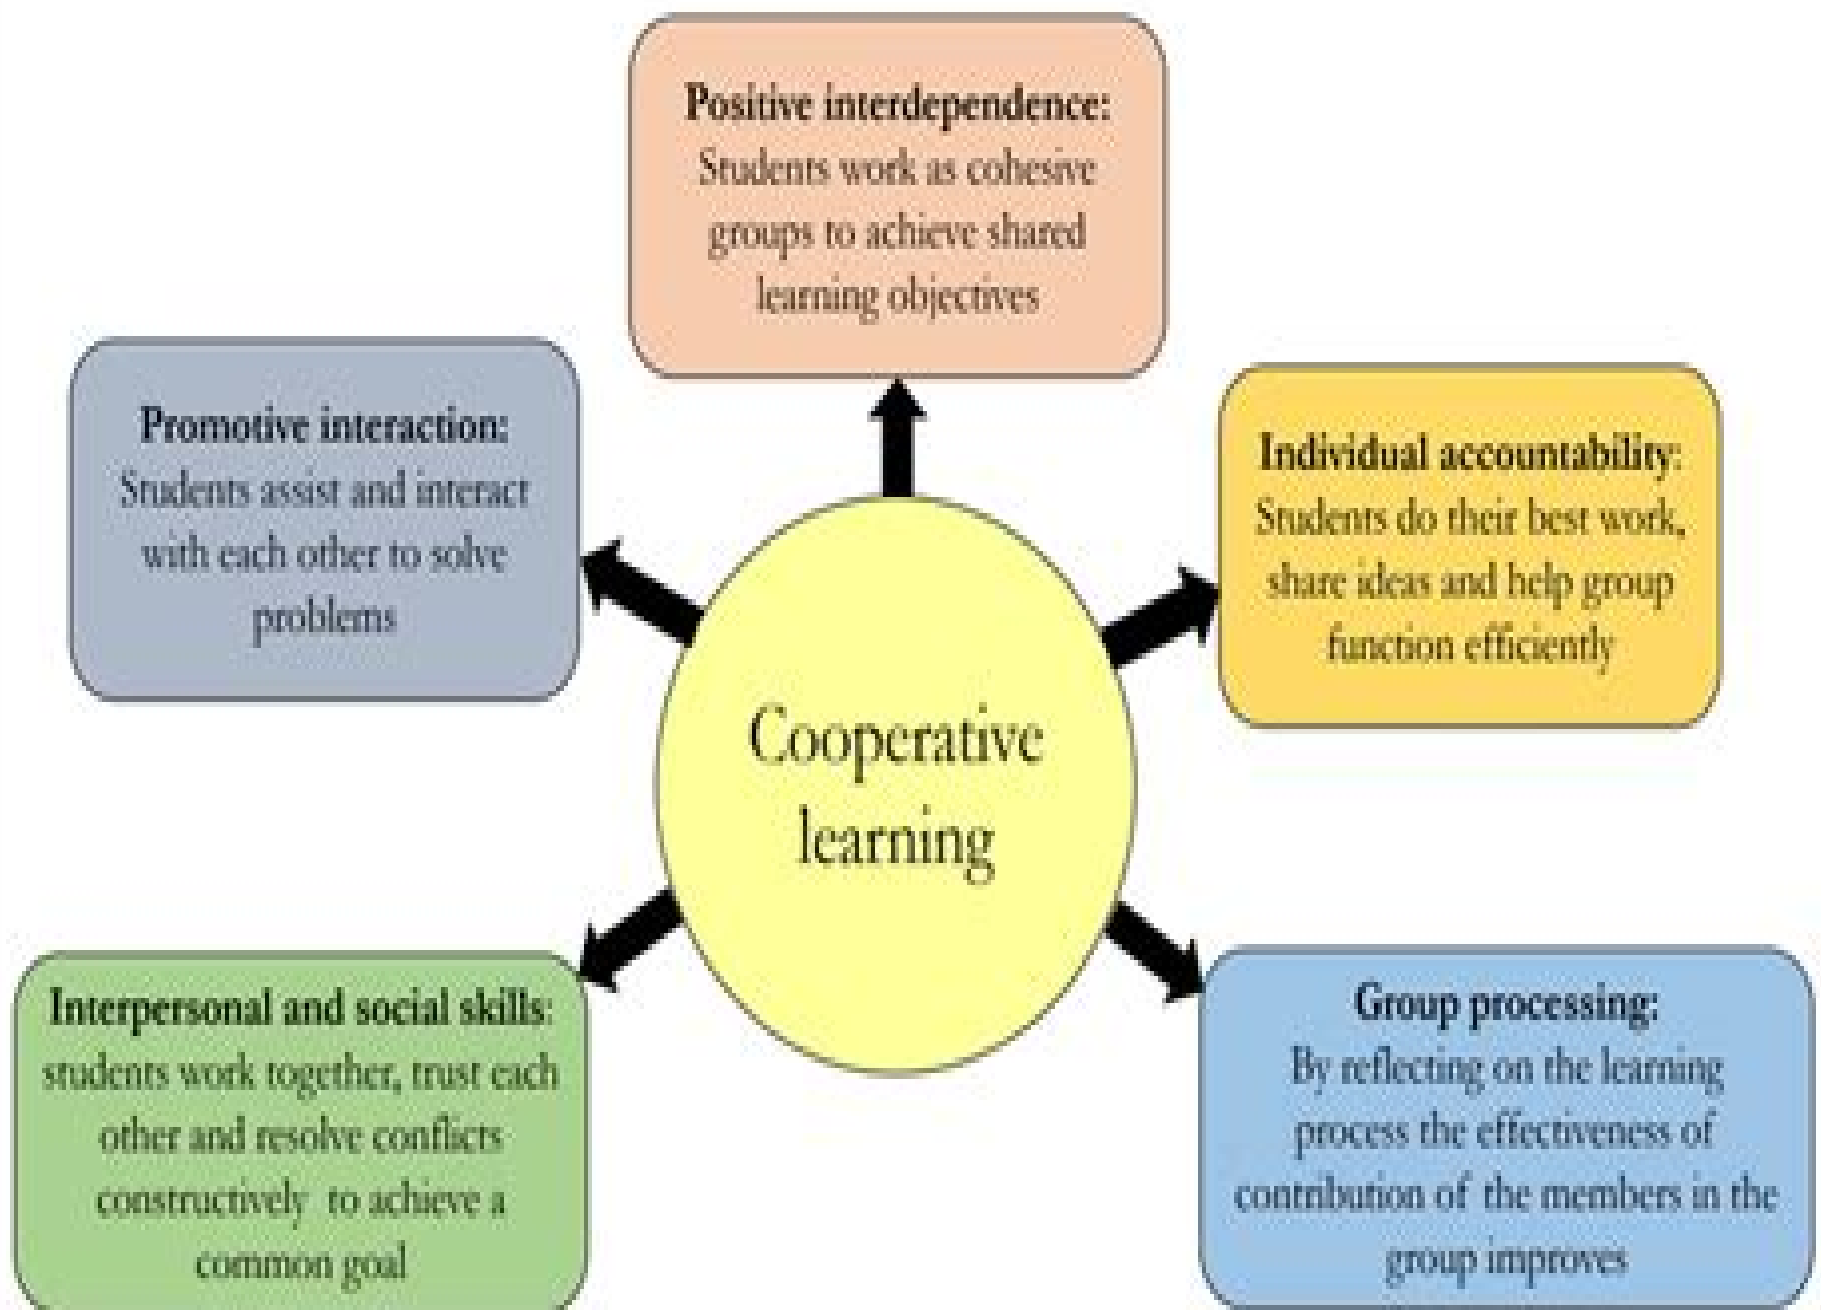 Positive interdependence:
Students work as cohesive
groups to achieve shared
learning objectives
Promotive interaction:
Students assist and interact
with each other to solve
problems
Individual accountability:
Students do their best work,
share ideas and help group
function efficiently
Cooperative
learning
Interpersonal and social skills:
students work together, trust each
other and resolve conflicts
constructively to achieve a
common goal
Group processing:
By reflecting on the learning
process the effectiveness of
contribution of the members in the
group improves